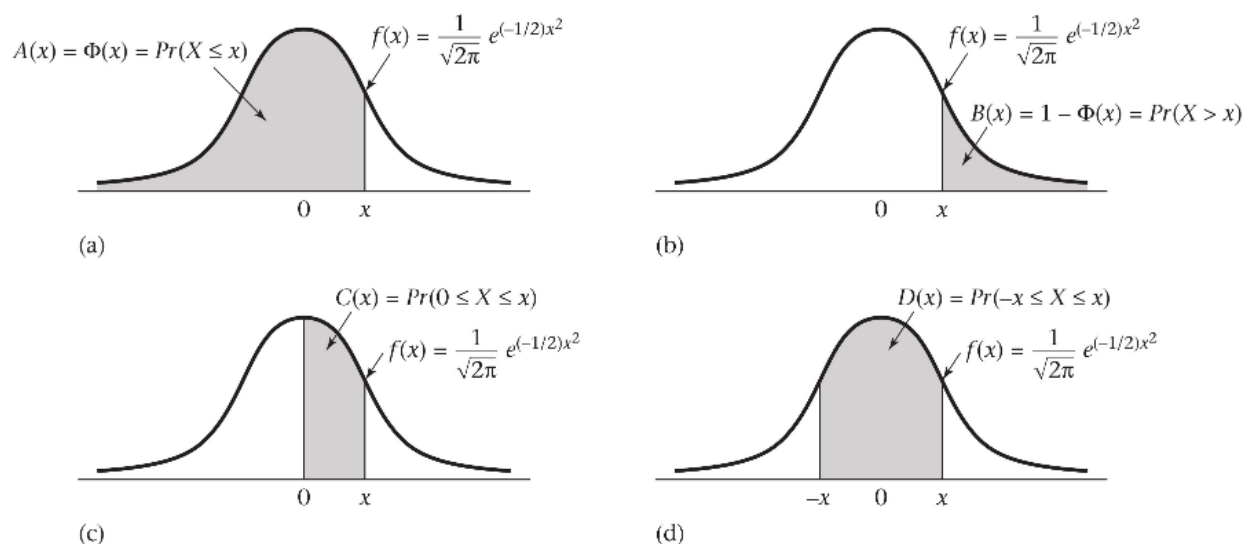 A(x) = Φ(x) = Pr(X ≤ x)
f(x) = 1/√2π e^(–1/2)x²
0 x
(a)
f(x) = 1/√2π e^(–1/2)x²
B(x) = 1 – Φ(x) = Pr(X > x)
0 x
(b)
C(x) = Pr(0 ≤ X ≤ x)
f(x) = 1/√2π e^(–1/2)x²
0 x
(c)
D(x) = Pr(–x ≤ X ≤ x)
f(x) = 1/√2π e^(–1/2)x²
–x 0 x
(d)